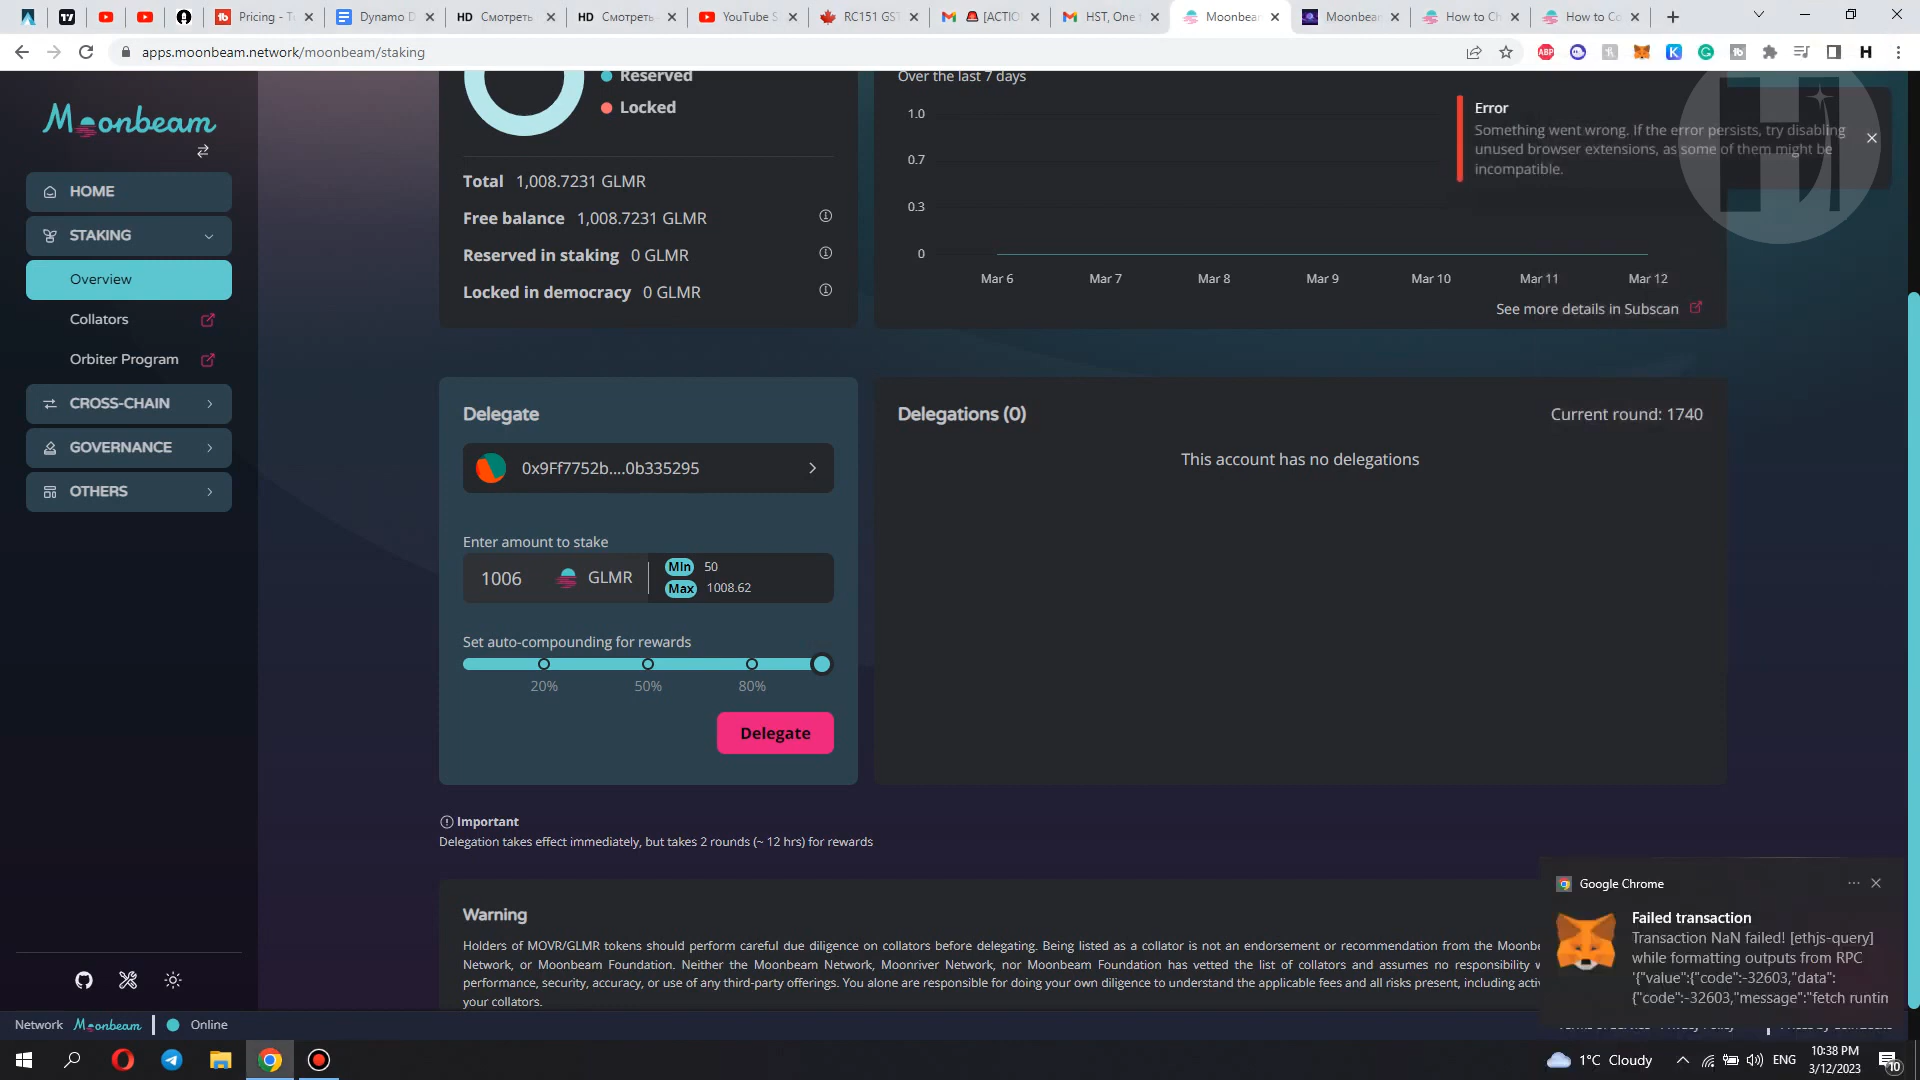 Pricing - T
Dynamo D
HD Смотреть
HD Смотреть
YouTube S
RC151 GST
[ACTIO
HST, One
Moonbeam
Moonbeam
How to Ch
How to Co
apps.moonbeam.network/moonbeam/staking
Moonbeam
HOME
STAKING
Overview
Collators
Orbiter Program
CROSS-CHAIN
GOVERNANCE
OTHERS
Reserved
Locked
Total 1,008.7231 GLMR
Free balance 1,008.7231 GLMR
Reserved in staking 0 GLMR
Locked in democracy 0 GLMR
Over the last 7 days
1.0
0.7
0.3
0
Mar 6 Mar 7 Mar 8 Mar 9 Mar 10 Mar 11 Mar 12
See more details in Subscan
Error
Something went wrong. If the error persists, try disabling
unused browser extensions, as some of them might be
incompatible.
Delegate
0x9Ff7752b....0b335295
Enter amount to stake
1006 GLMR
Min 50
Max 1008.62
Set auto-compounding for rewards
20% 50% 80%
Delegate
Delegations (0)
Current round: 1740
This account has no delegations
Important
Delegation takes effect immediately, but takes 2 rounds (~ 12 hrs) for rewards
Warning
Holders of MOVR/GLMR tokens should perform careful due diligence on collators before delegating. Being listed as a collator is not an endorsement or recommendation from the Moonbe
Network, or Moonbeam Foundation. Neither the Moonbeam Network, Moonriver Network, nor Moonbeam Foundation has vetted the list of collators and assumes no responsibility w
performance, security, accuracy, or use of any third-party offerings. You alone are responsible for doing your own diligence to understand the applicable fees and all risks present, including acti
your collators.
Google Chrome
Failed transaction
Transaction NaN failed! [ethjs-query]
while formatting outputs from RPC
'{"value":{"code":-32603,"data":
{"code":-32603,"message":"fetch runtin
Network Moonbeam Online
1°C Cloudy
ENG
10:38 PM
3/12/2023
10